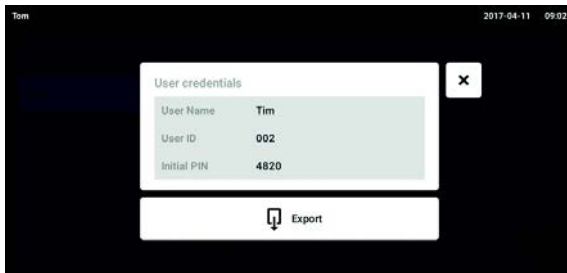 Tom 2017-04-11 09:02
User credentials
User Name Tim
User ID 002
Initial PIN 4820
Export